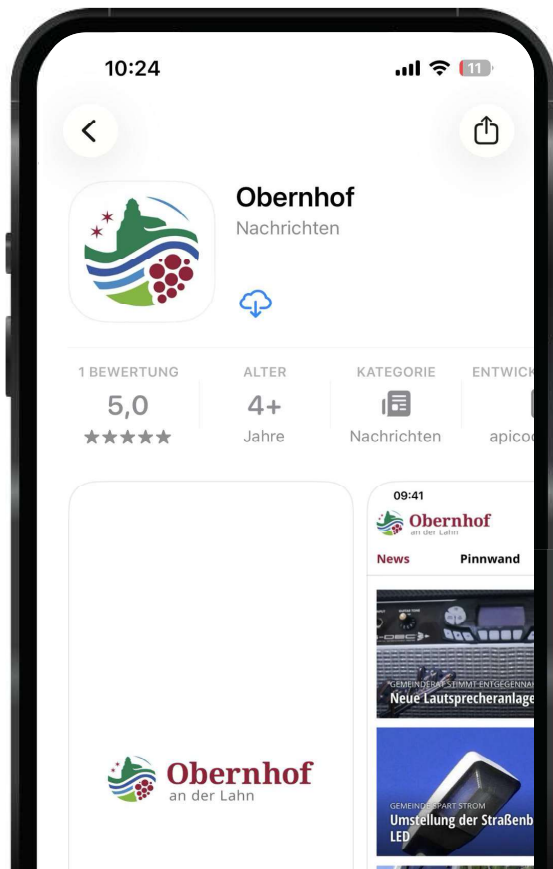 10:24
11
Obernhof
Nachrichten
1 BEWERTUNG
5,0
★★★★★
ALTER
4+
Jahre
KATEGORIE
Nachrichten
ENTWICK
apico
09:41
Obernhof
an der Lahn
News
Pinnwand
GEMEINDERAT STIMMT ENTGEGENNA
Neue Lautsprecheranlage
GEMEINDE SPART STROM
Umstellung der Straßenb
LED
Obernhof
an der Lahn